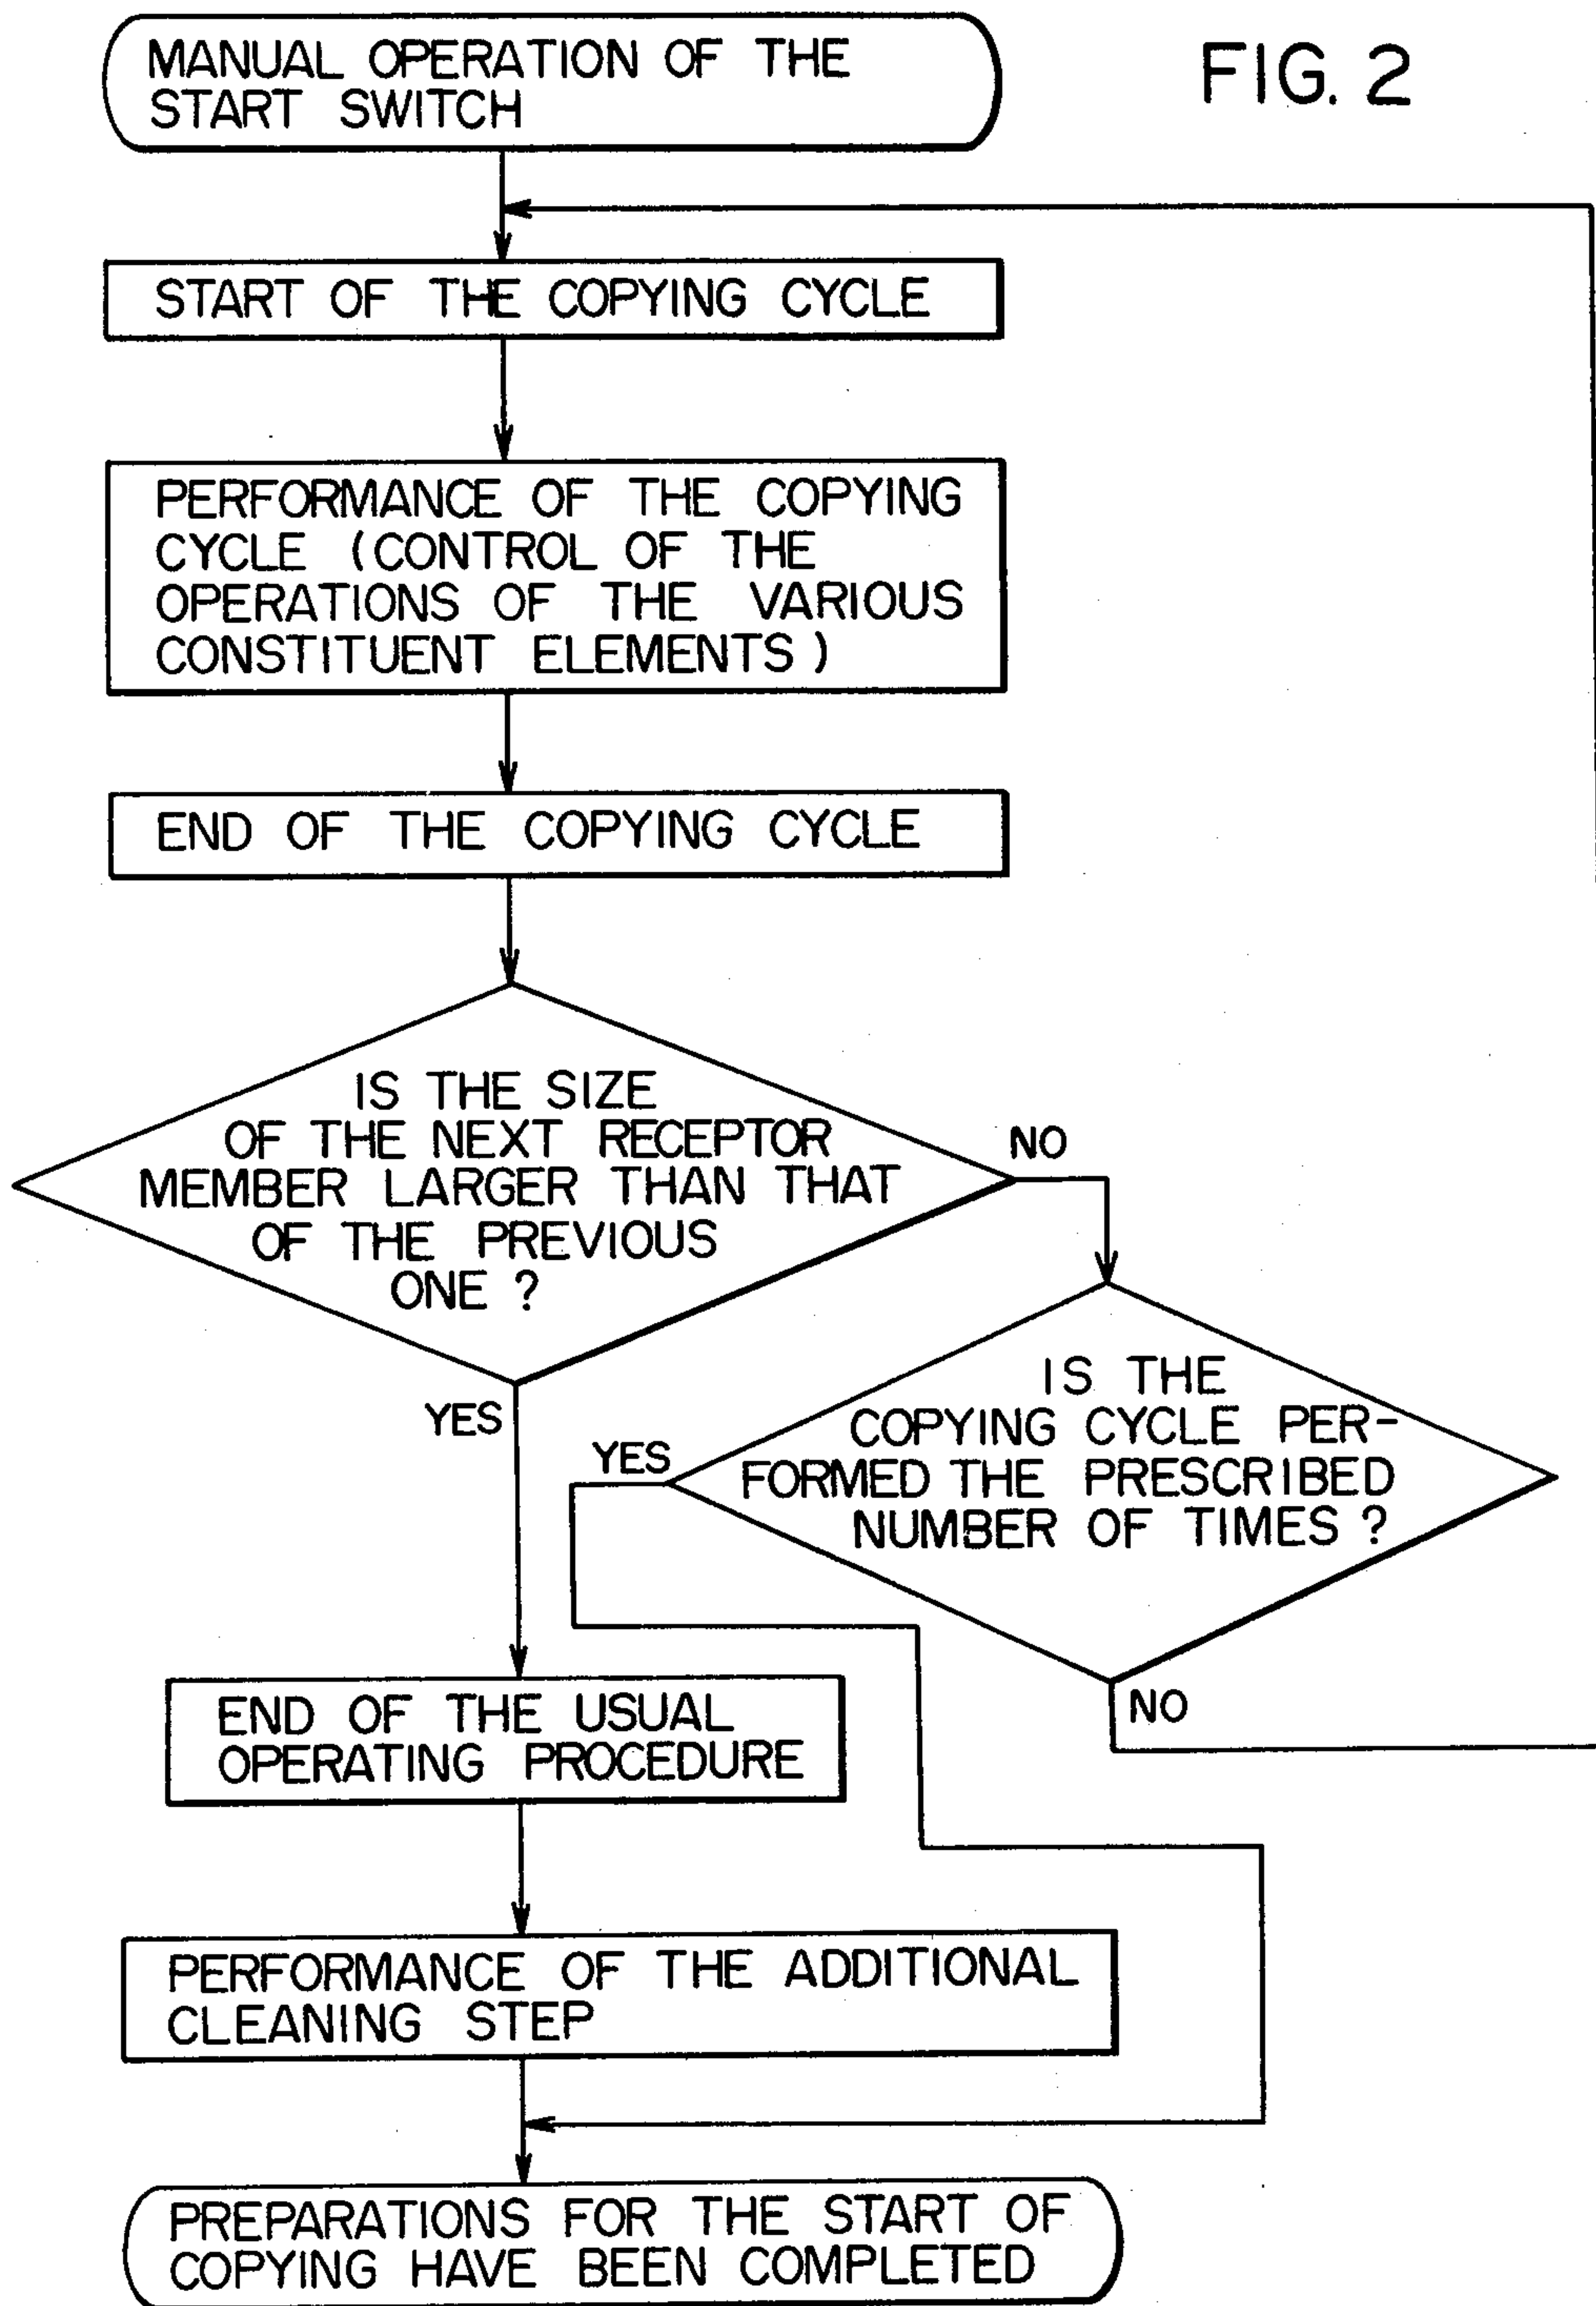 FIG. 2
MANUAL OPERATION OF THE
START SWITCH
START OF THE COPYING CYCLE
PERFORMANCE OF THE COPYING
CYCLE (CONTROL OF THE
OPERATIONS OF THE VARIOUS
CONSTITUENT ELEMENTS)
END OF THE COPYING CYCLE
IS THE SIZE
OF THE NEXT RECEPTOR
MEMBER LARGER THAN THAT
OF THE PREVIOUS
ONE ?
NO
YES
IS THE
COPYING CYCLE PER-
FORMED THE PRESCRIBED
NUMBER OF TIMES ?
YES
NO
END OF THE USUAL
OPERATING PROCEDURE
PERFORMANCE OF THE ADDITIONAL
CLEANING STEP
PREPARATIONS FOR THE START OF
COPYING HAVE BEEN COMPLETED